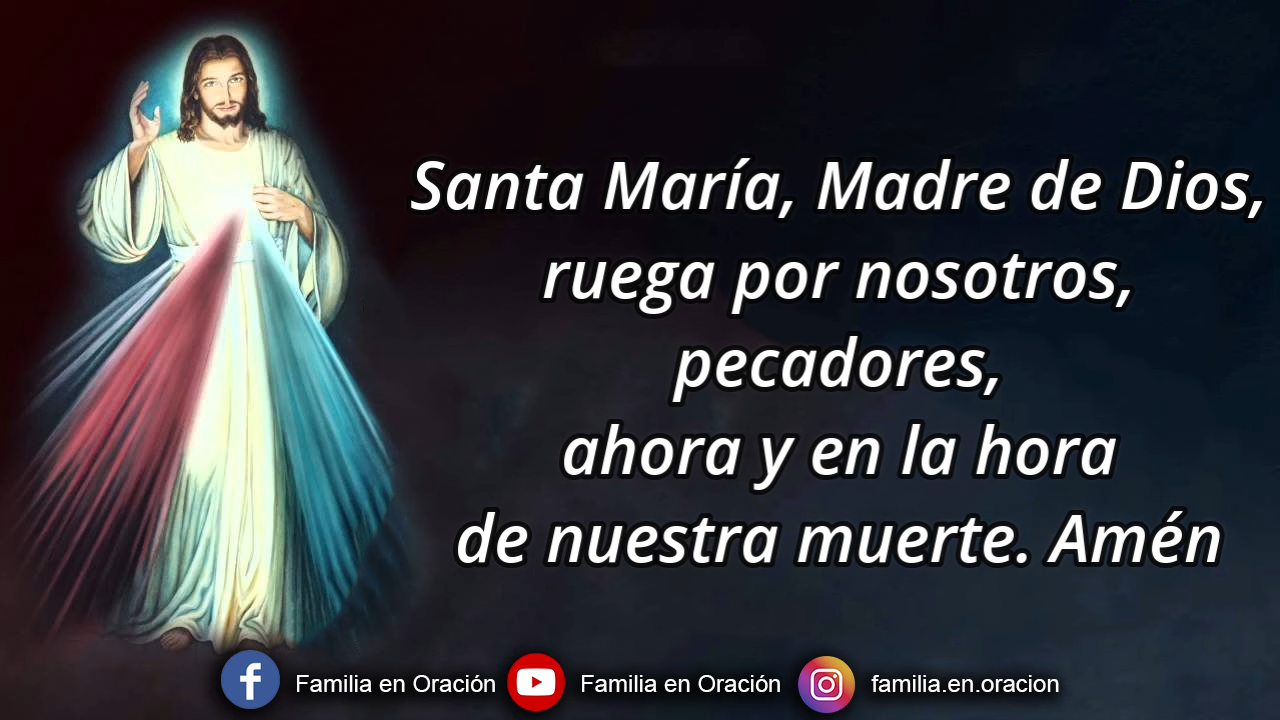 Santa María, Madre de Dios,
ruega por nosotros,
pecadores,
ahora y en la hora
de nuestra muerte. Amén
Familia en Oración Familia en Oración familia.en.oracion